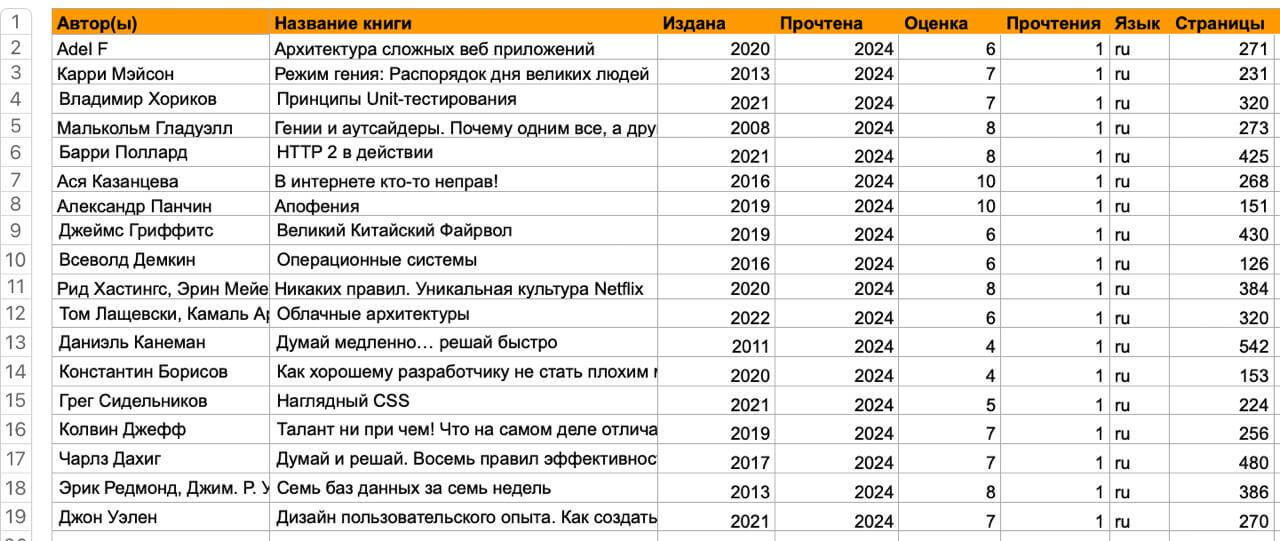 1 Автор(ы) Название книги Издана Прочтена Оценка Прочтения Язык Страницы
2 Adel F Архитектура сложных веб приложений 2020 2024 6 1 ru 271
3 Карри Мэйсон Режим гения: Распорядок дня великих людей 2013 2024 7 1 ru 231
4 Владимир Хориков Принципы Unit-тестирования 2021 2024 7 1 ru 320
5 Малькольм Гладуэлл Гении и аутсайдеры. Почему одним все, а дру 2008 2024 8 1 ru 273
6 Барри Поллард HTTP 2 в действии 2021 2024 8 1 ru 425
7 Ася Казанцева В интернете кто-то неправ! 2016 2024 10 1 ru 268
8 Александр Панчин Апофения 2019 2024 10 1 ru 151
9 Джеймс Гриффитс Великий Китайский Файрвол 2019 2024 6 1 ru 430
10 Всеволд Демкин Операционные системы 2016 2024 6 1 ru 126
11 Рид Хастингс, Эрин Мейе Никаких правил. Уникальная культура Netflix 2020 2024 8 1 ru 384
12 Том Лащевски, Камаль Ар Облачные архитектуры 2022 2024 6 1 ru 320
13 Даниэль Канеман Думай медленно… решай быстро 2011 2024 4 1 ru 542
14 Константин Борисов Как хорошему разработчику не стать плохим 2020 2024 4 1 ru 153
15 Грег Сидельников Наглядный CSS 2021 2024 5 1 ru 224
16 Колвин Джефф Талант ни при чем! Что на самом деле отлича 2019 2024 7 1 ru 256
17 Чарлз Дахиг Думай и решай. Восемь правил эффективнос 2017 2024 7 1 ru 480
18 Эрик Редмонд, Джим. Р. У Семь баз данных за семь недель 2013 2024 8 1 ru 386
19 Джон Уэлен Дизайн пользовательского опыта. Как создать 2021 2024 7 1 ru 270